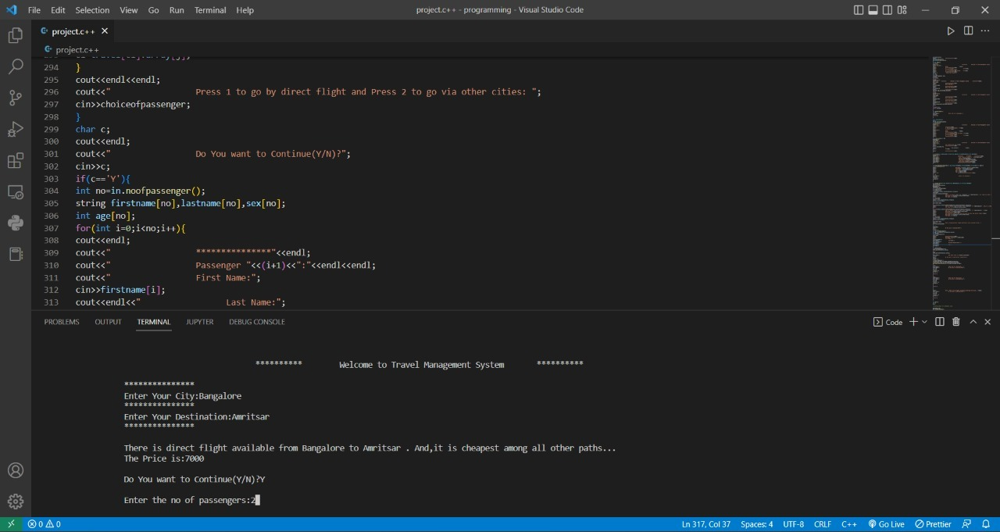 File Edit Selection View Go Run Terminal Help project.c++ - programming - Visual Studio Code
project.c++
project.c++
294 }
295 cout<<endl<<endl;
296 cout<<" Press 1 to go by direct flight and Press 2 to go via other cities: ";
297 cin>>choiceofpassenger;
298 }
299 char c;
300 cout<<endl;
301 cout<<" Do You want to Continue(Y/N)?";
302 cin>>c;
303 if(c=='Y'){
304 int no=in.noofpassenger();
305 string firstname[no],lastname[no],sex[no];
306 int age[no];
307 for(int i=0;i<no;i++){
308 cout<<endl;
309 cout<<" ***************"<<endl;
310 cout<<" Passenger "<<(i+1)<<":"<<endl<<endl;
311 cout<<" First Name:";
312 cin>>firstname[i];
313 cout<<endl<<" Last Name:";
PROBLEMS OUTPUT TERMINAL JUPYTER DEBUG CONSOLE Code
********** Welcome to Travel Management System **********
***************
Enter Your City:Bangalore
***************
Enter Your Destination:Amritsar
***************
There is direct flight available from Bangalore to Amritsar . And,it is cheapest among all other paths...
The Price is:7000
Do You want to Continue(Y/N)?Y
Enter the no of passengers:2
0 0 Ln 317, Col 37 Spaces: 4 UTF-8 CRLF C++ Go Live Prettier